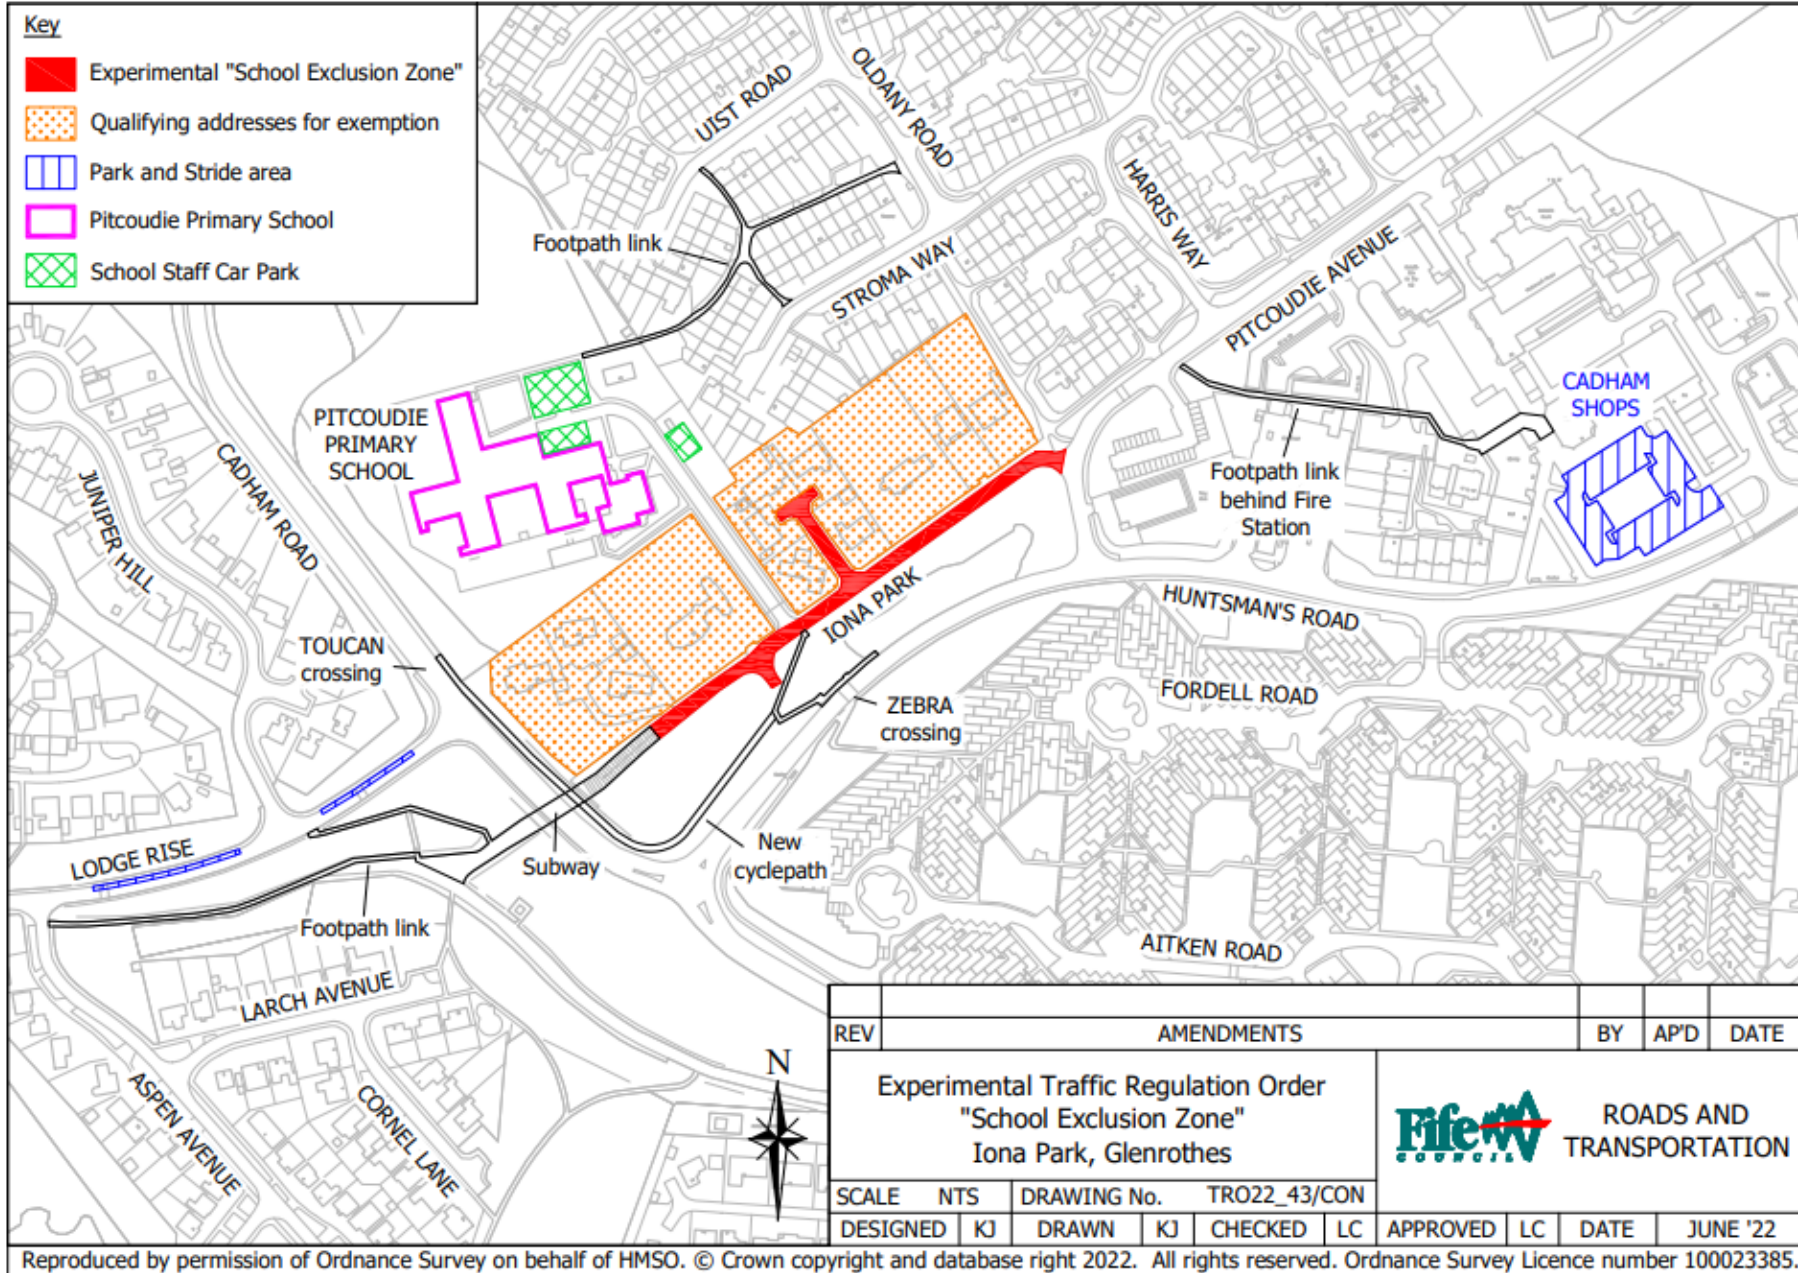 Key
Experimental "School Exclusion Zone"
Qualifying addresses for exemption
Park and Stride area
Pitcoudie Primary School
School Staff Car Park
UIST ROAD
OLDANY ROAD
HARRIS WAY
Footpath link
STROMA WAY
PITCOUDIE AVENUE
CADHAM
SHOPS
PITCOUDIE
PRIMARY
SCHOOL
CADHAM ROAD
JUNIPER HILL
Footpath link
behind Fire
Station
IONA PARK
HUNTSMAN'S ROAD
TOUCAN
crossing
FORDELL ROAD
ZEBRA
crossing
LODGE RISE
Subway
New
cyclepath
Footpath link
AITKEN ROAD
LARCH AVENUE
ASPEN AVENUE
CORNEL LANE
N
REV AMENDMENTS BY AP'D DATE
Experimental Traffic Regulation Order
"School Exclusion Zone"
Iona Park, Glenrothes
Fife
COUNCIL
ROADS AND
TRANSPORTATION
SCALE NTS DRAWING No. TRO22_43/CON
DESIGNED KJ DRAWN KJ CHECKED LC APPROVED LC DATE JUNE '22
Reproduced by permission of Ordnance Survey on behalf of HMSO. © Crown copyright and database right 2022. All rights reserved. Ordnance Survey Licence number 100023385.